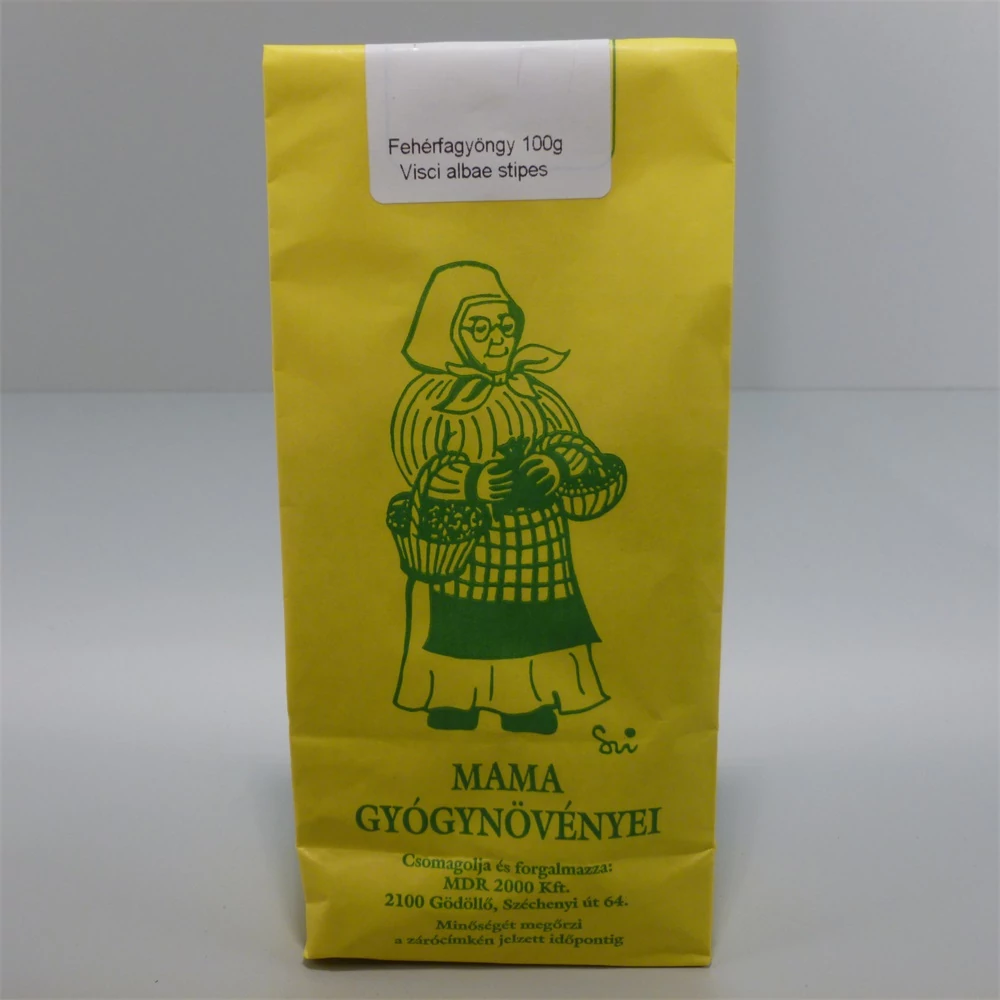 Fehérfagyöngy 100g
Visci albae stipes
Sui
MAMA
GYÓGYNÖVÉNYEI
Csomagolja és forgalmazza:
MDR 2000 Kft.
2100 Gödöllő, Széchenyi út 64.
Minőségét megőrzi
a zárócímkén jelzett időpontig